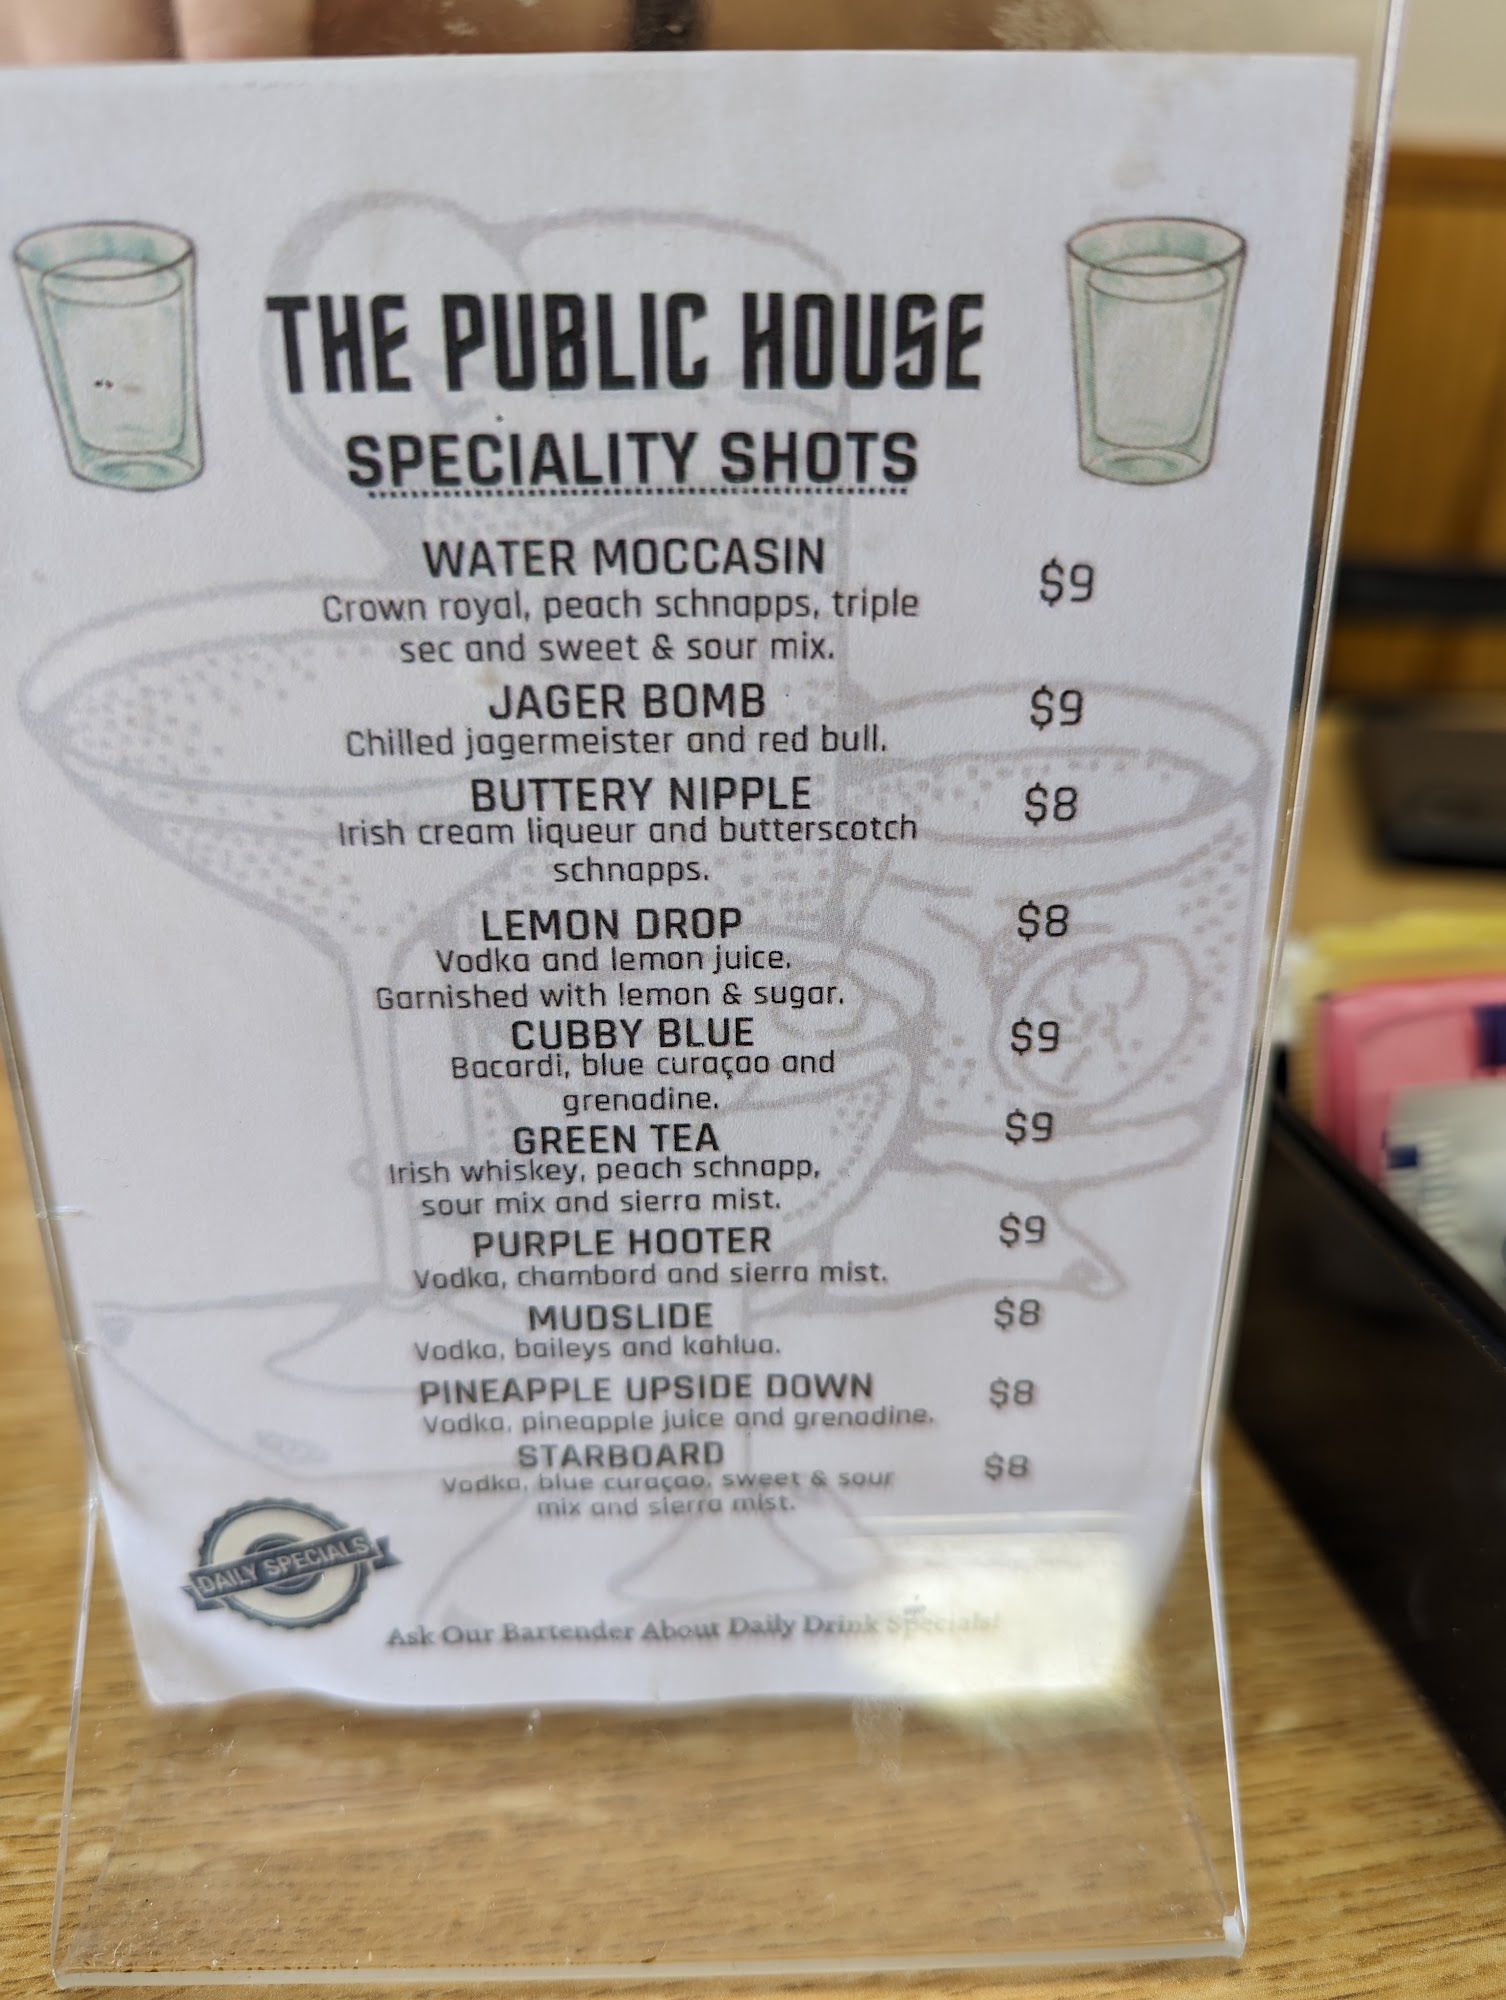 THE PUBLIC HOUSE
SPECIALITY SHOTS
WATER MOCCASIN $9
Crown royal, peach schnapps, triple
sec and sweet & sour mix.
JAGER BOMB $9
Chilled jagermeister and red bull.
BUTTERY NIPPLE $8
Irish cream liqueur and butterscotch
schnapps.
LEMON DROP $8
Vodka and lemon juice.
Garnished with lemon & sugar.
CUBBY BLUE $9
Bacardi, blue curaçao and
grenadine.
GREEN TEA $9
Irish whiskey, peach schnapp,
sour mix and sierra mist.
PURPLE HOOTER $9
Vodka, chambord and sierra mist.
MUDSLIDE $8
Vodka, baileys and kahlua.
PINEAPPLE UPSIDE DOWN $8
Vodka, pineapple juice and grenadine.
STARBOARD $8
Vodka, blue curaçao, sweet & sour
mix and sierra mist.
DAILY SPECIALS
Ask Our Bartender About Daily Drink Specials!